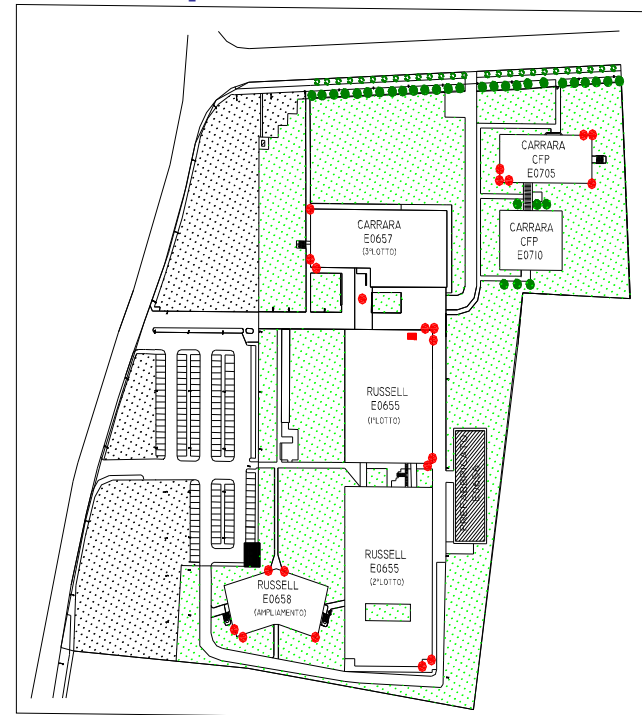 CARRARA
CFP
E0705
CARRARA
E0657
(3°LOTTO)
CARRARA
CFP
E0710
RUSSELL
E0655
(1°LOTTO)
RUSSELL
E0655
(2°LOTTO)
RUSSELL
E0658
(AMPLIAMENTO)